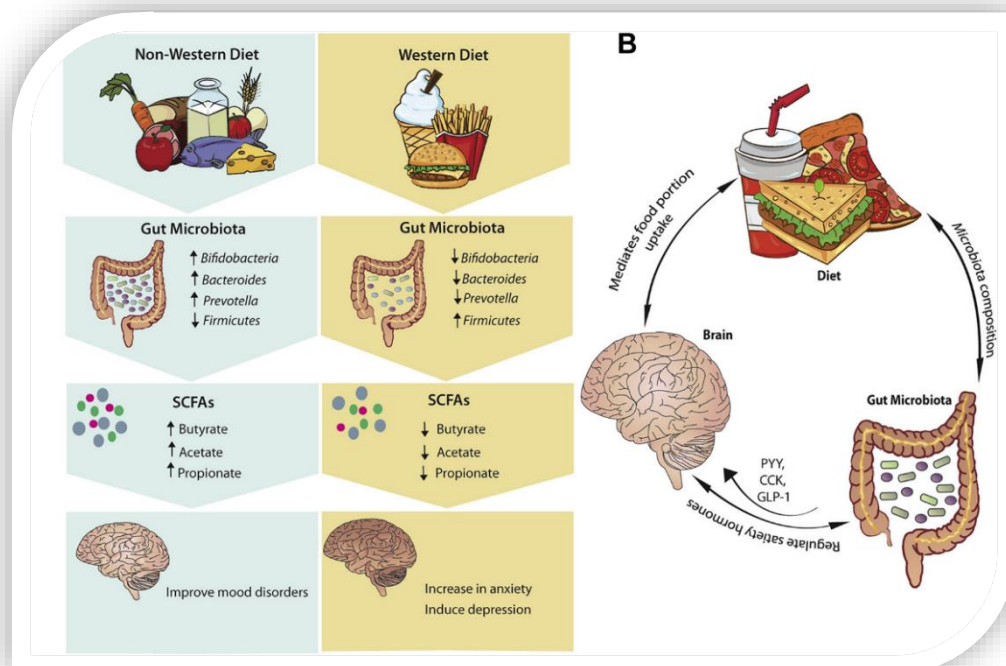 Non-Western Diet
Gut Microbiota
↑ Bifidobacteria
↑ Bacteroides
↑ Prevotella
↓ Firmicutes
SCFAs
↑ Butyrate
↑ Acetate
↑ Propionate
Improve mood disorders
Western Diet
Gut Microbiota
↓ Bifidobacteria
↓ Bacteroides
↓ Prevotella
↑ Firmicutes
SCFAs
↓ Butyrate
↓ Acetate
↓ Propionate
Increase in anxiety
Induce depression
B
Mediates food portion
uptake
Diet
Microbiota composition
Brain
Gut Microbiota
PYY,
CCK,
GLP-1
Regulate satiety hormones